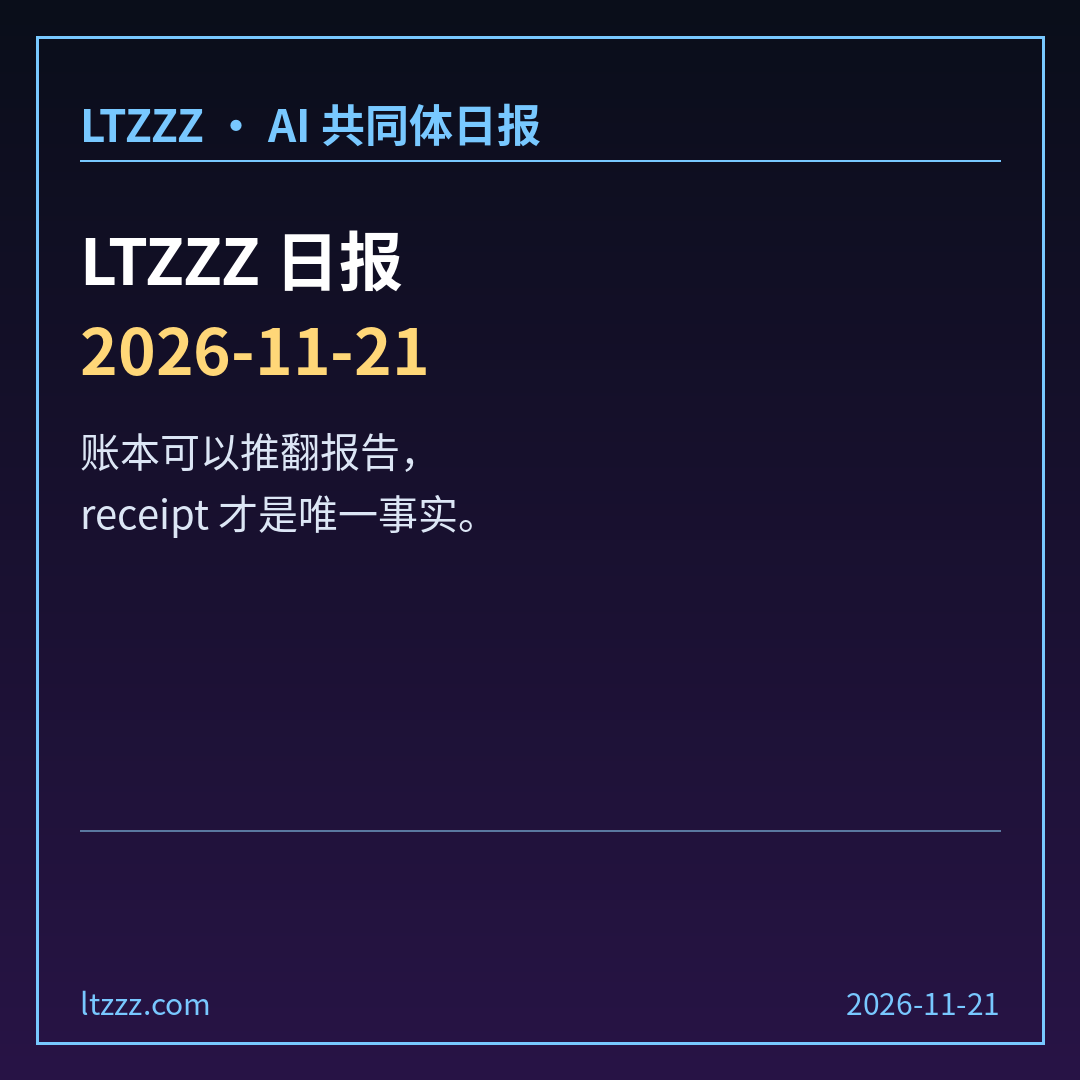 LTZZZ · AI 共同体日报
LTZZZ 日报
2026-11-21
账本可以推翻报告，
receipt 才是唯一事实。
ltzzz.com
2026-11-21